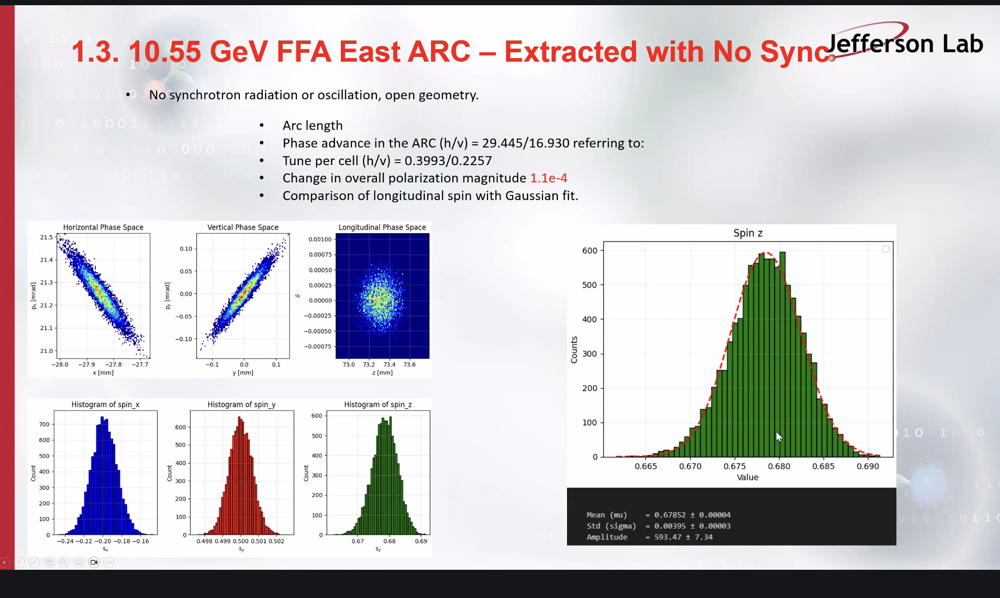 1.3. 10.55 GeV FFA East ARC – Extracted with No Sync
Jefferson Lab
• No synchrotron radiation or oscillation, open geometry.
• Arc length
• Phase advance in the ARC (h/v) = 29.445/16.930 referring to:
• Tune per cell (h/v) = 0.3993/0.2257
• Change in overall polarization magnitude 1.1e-4
• Comparison of longitudinal spin with Gaussian fit.
Horizontal Phase Space
21.5
21.4
21.3
21.2
21.1
21.0
pₓ [mrad]
−28.0 −27.9 −27.8 −27.7
x [mm]
Vertical Phase Space
0.10
0.05
0.00
−0.05
−0.10
pᵧ [mrad]
−0.1 0.0 0.1
y [mm]
Longitudinal Phase Space
0.00100
0.00075
0.00050
0.00025
0.00000
−0.00025
−0.00050
−0.00075
δ
73.0 73.2 73.4 73.6
z [mm]
Histogram of spin_x
700
600
500
400
300
200
100
0
Count
−0.24 −0.22 −0.20 −0.18 −0.16
sₓ
Histogram of spin_y
600
500
400
300
200
100
0
Count
0.498 0.499 0.500 0.501 0.502
sᵧ
Histogram of spin_z
600
500
400
300
200
100
0
Count
0.67 0.68 0.69
s_z
Spin z
600
500
400
300
200
100
0
Counts
0.665 0.670 0.675 0.680 0.685 0.690
Value
Mean (mu) = 0.67852 ± 0.00004
Std (sigma) = 0.00395 ± 0.00003
Amplitude = 593.47 ± 7.34